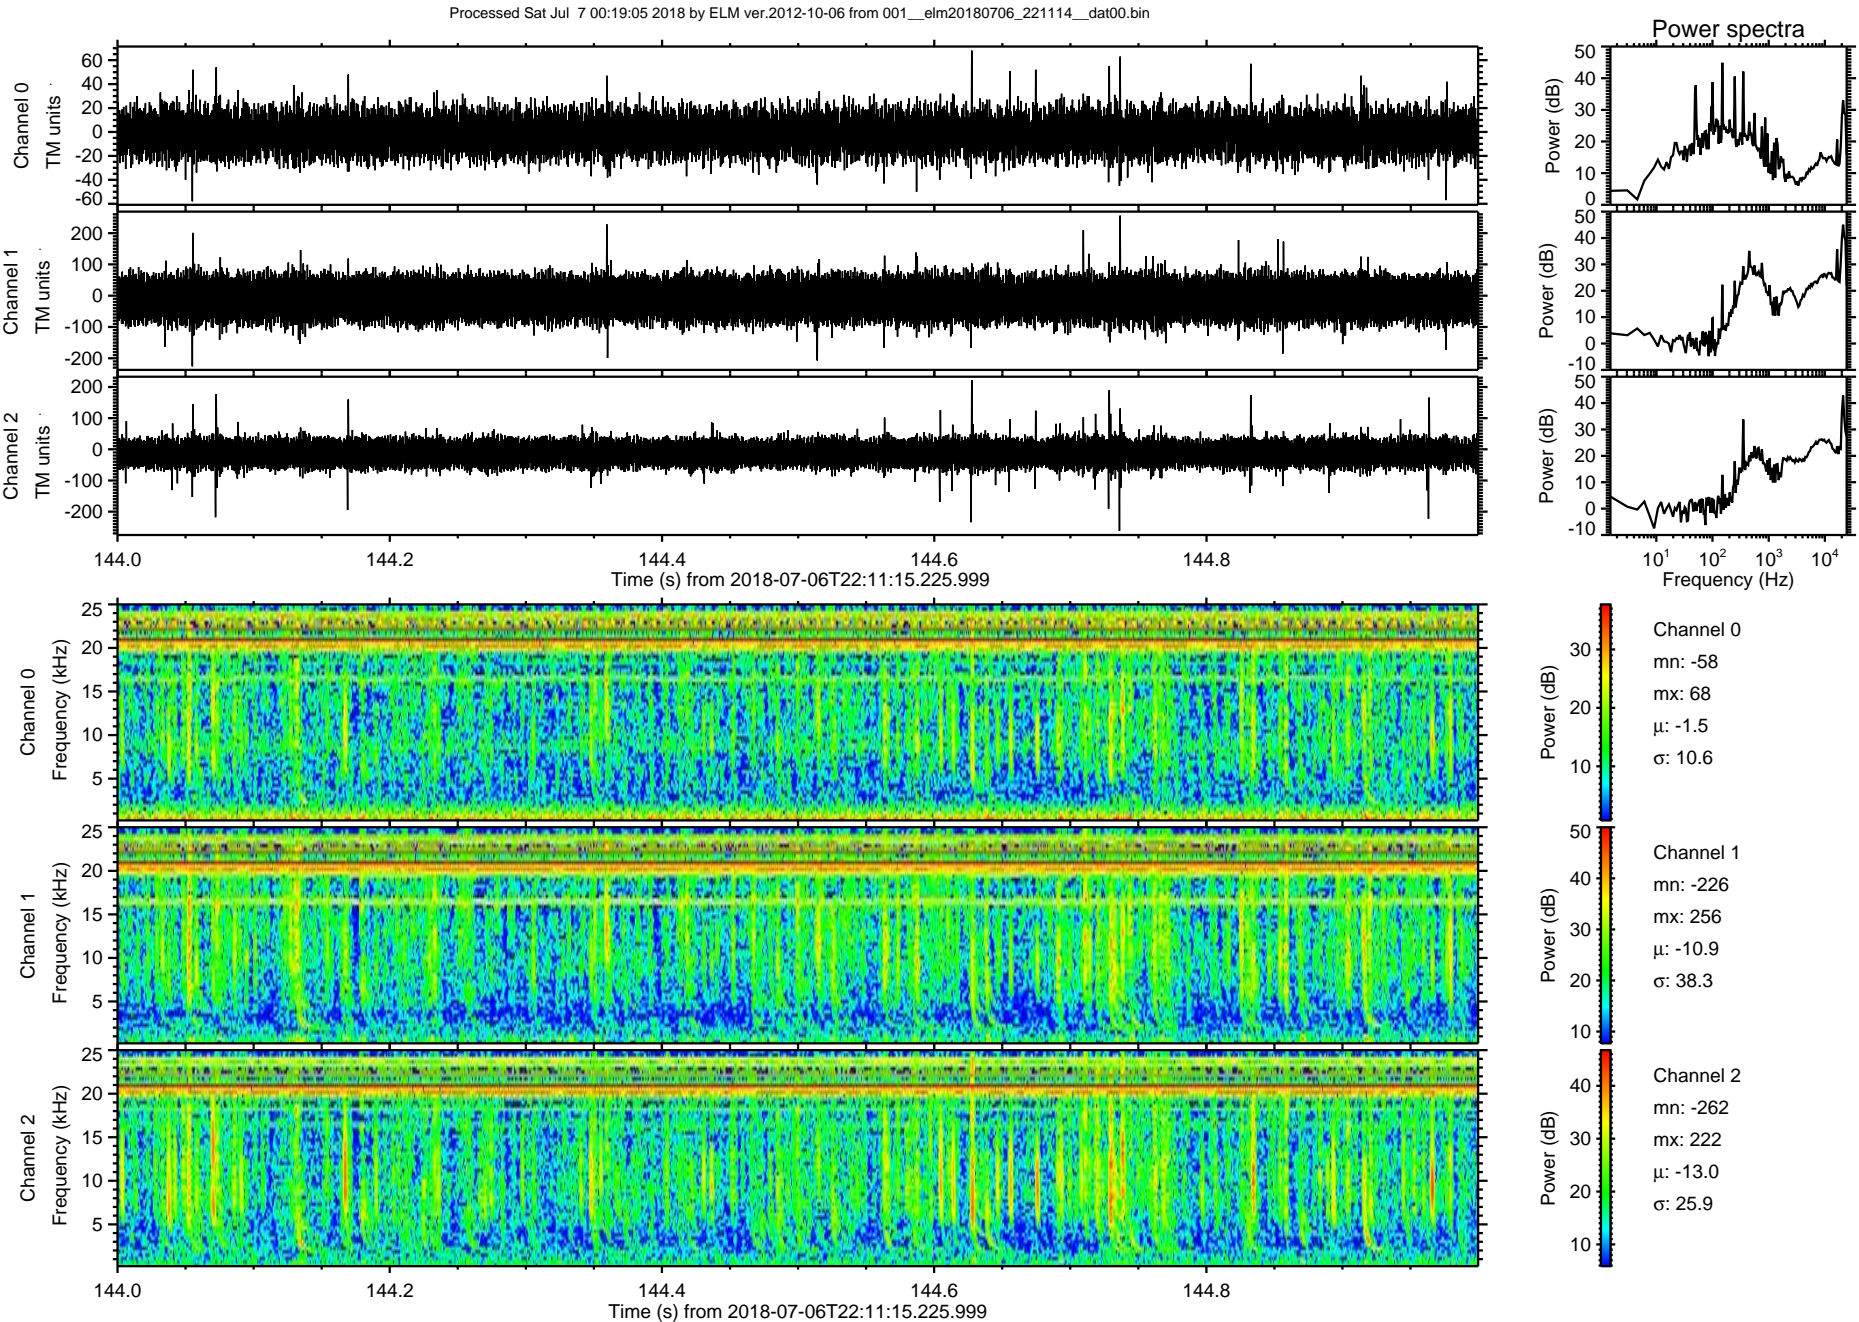 Processed Sat Jul 7 00:19:05 2018 by ELM ver.2012-10-06 from 001__elm20180706_221114__dat00.bin
Power spectra
Channel 0
TM units
60
40
20
0
-20
-40
-60
Power (dB)
50
40
30
20
10
0
Channel 1
TM units
200
100
0
-100
-200
Power (dB)
50
40
30
20
10
0
-10
Channel 2
TM units
200
100
0
-100
-200
Power (dB)
50
40
30
20
10
0
-10
144.0 144.2 144.4 144.6 144.8
Time (s) from 2018-07-06T22:11:15.225.999
10¹ 10² 10³ 10⁴
Frequency (Hz)
Channel 0
Frequency (kHz)
25
20
15
10
5
Power (dB)
30
20
10
Channel 0
mn: -58
mx: 68
μ: -1.5
σ: 10.6
Channel 1
Frequency (kHz)
25
20
15
10
5
Power (dB)
50
40
30
20
10
Channel 1
mn: -226
mx: 256
μ: -10.9
σ: 38.3
Channel 2
Frequency (kHz)
25
20
15
10
5
Power (dB)
40
30
20
10
Channel 2
mn: -262
mx: 222
μ: -13.0
σ: 25.9
144.0 144.2 144.4 144.6 144.8
Time (s) from 2018-07-06T22:11:15.225.999